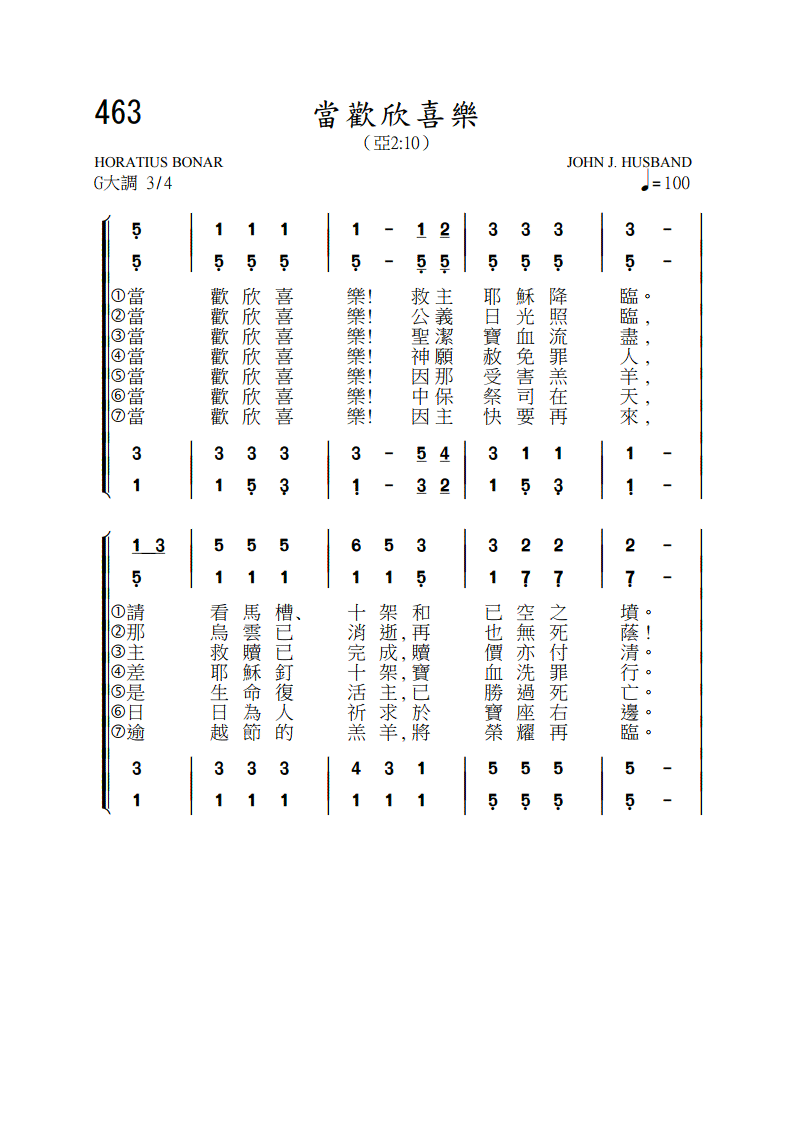 463
當歡欣喜樂
（亞2:10）
HORATIUS BONAR
JOHN J. HUSBAND
G大調 3/4
♩=100
5 | 1 1 1 | 1 - 1 2 | 3 3 3 | 3 - |
5̣ | 5̣ 5̣ 5̣ | 5̣ - 5̣ 5̣ | 5̣ 5̣ 5̣ | 5̣ - |
①當 歡欣喜 樂! 救主 耶穌降 臨。
②當 歡欣喜 樂! 公義 日光照 臨,
③當 歡欣喜 樂! 聖潔 寶血流 盡,
④當 歡欣喜 樂! 神願 赦免罪 人,
⑤當 歡欣喜 樂! 因那 受害羔 羊,
⑥當 歡欣喜 樂! 中保 祭司在 天,
⑦當 歡欣喜 樂! 因主 快要再 來,
3 | 3 3 3 | 3 - 5 4 | 3 1 1 | 1 - |
1 | 1 5̣ 3̣ | 1̣ - 3 2 | 1 5̣ 3̣ | 1̣ - |
1 3 | 5 5 5 | 6 5 3 | 3 2 2 | 2 - |
5̣ | 1 1 1 | 1 1 5̣ | 1 7̣ 7̣ | 7̣ - |
①請 看馬槽、 十架和 已空之 墳。
②那 烏雲已 消逝,再 也無死 蔭!
③主 救贖已 完成,贖 價亦付 清。
④差 耶穌釘 十架,寶 血洗罪 行。
⑤是 生命復 活主,已 勝過死 亡。
⑥日 日為人 祈求於 寶座右 邊。
⑦逾 越節的 羔羊,將 榮耀再 臨。
3 | 3 3 3 | 4 3 1 | 5 5 5 | 5 - |
1 | 1 1 1 | 1 1 1 | 5̣ 5̣ 5̣ | 5̣ - |